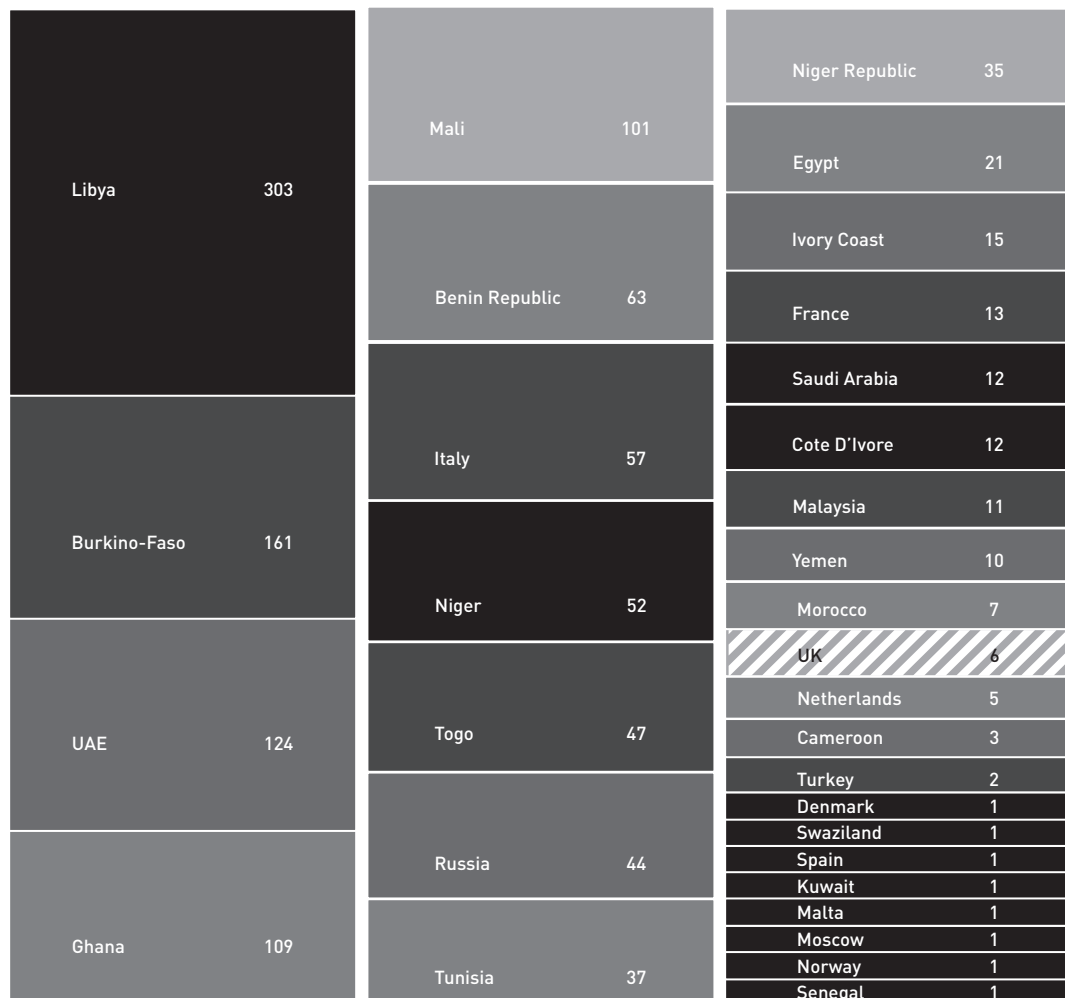 Libya 303
Burkino-Faso 161
UAE 124
Ghana 109
Mali 101
Benin Republic 63
Italy 57
Niger 52
Togo 47
Russia 44
Tunisia 37
Niger Republic 35
Egypt 21
Ivory Coast 15
France 13
Saudi Arabia 12
Cote D'Ivore 12
Malaysia 11
Yemen 10
Morocco 7
UK 6
Netherlands 5
Cameroon 3
Turkey 2
Denmark 1
Swaziland 1
Spain 1
Kuwait 1
Malta 1
Moscow 1
Norway 1
Senegal 1